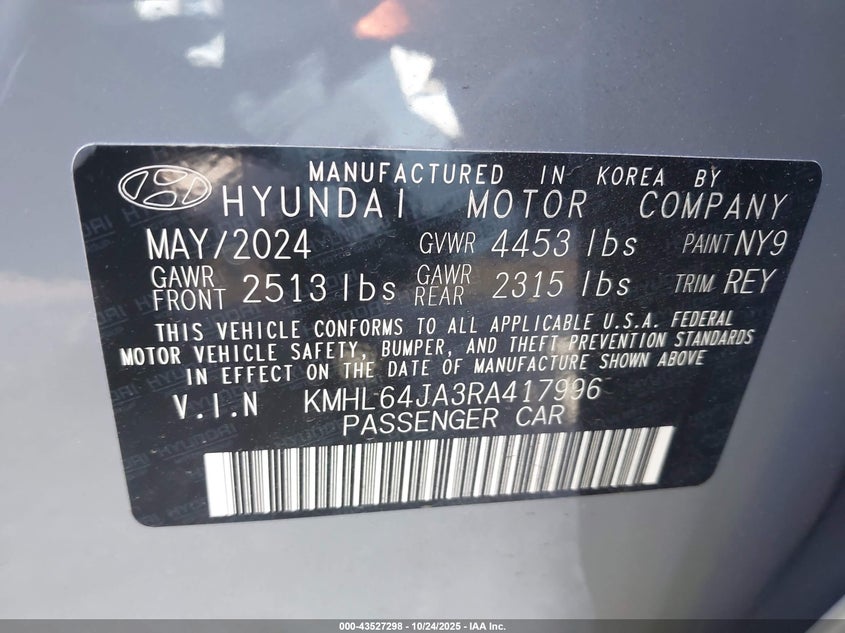 MANUFACTURED IN KOREA BY
HYUNDAI MOTOR COMPANY
MAY/2024 GVWR 4453 lbs PAINT NY9
GAWR FRONT 2513 lbs GAWR REAR 2315 lbs TRIM REY
THIS VEHICLE CONFORMS TO ALL APPLICABLE U.S.A. FEDERAL
MOTOR VEHICLE SAFETY, BUMPER, AND THEFT PREVENTION STANDARDS
IN EFFECT ON THE DATE OF MANUFACTURE SHOWN ABOVE
V.I.N KMHL64JA3RA417996
PASSENGER CAR
000-43527298 - 10/24/2025 - IAA Inc.